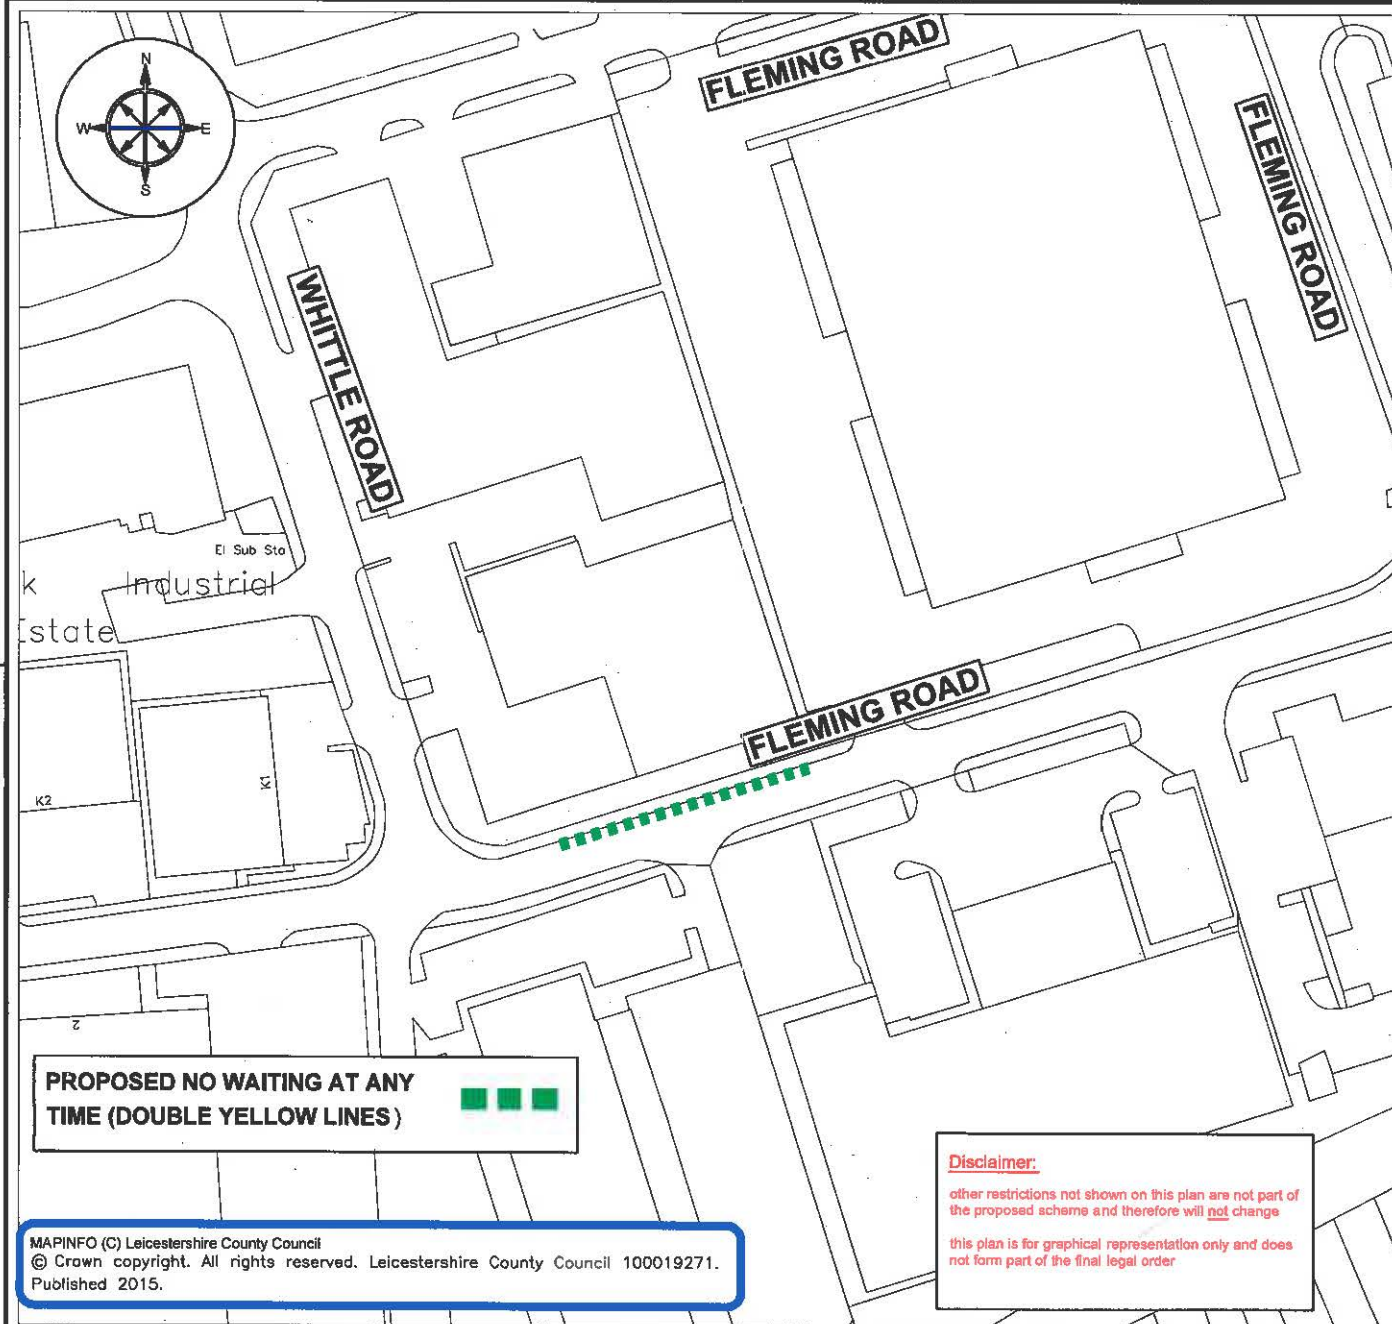 N
W E
S
FLEMING ROAD
FLEMING ROAD
WHITTLE ROAD
El Sub Sta
k Industrial
Estate
FLEMING ROAD
K2
K1
2
PROPOSED NO WAITING AT ANY
TIME (DOUBLE YELLOW LINES)
Disclaimer:
other restrictions not shown on this plan are not part of
the proposed scheme and therefore will not change
this plan is for graphical representation only and does
not form part of the final legal order
MAPINFO (C) Leicestershire County Council
© Crown copyright. All rights reserved. Leicestershire County Council 100019271.
Published 2015.